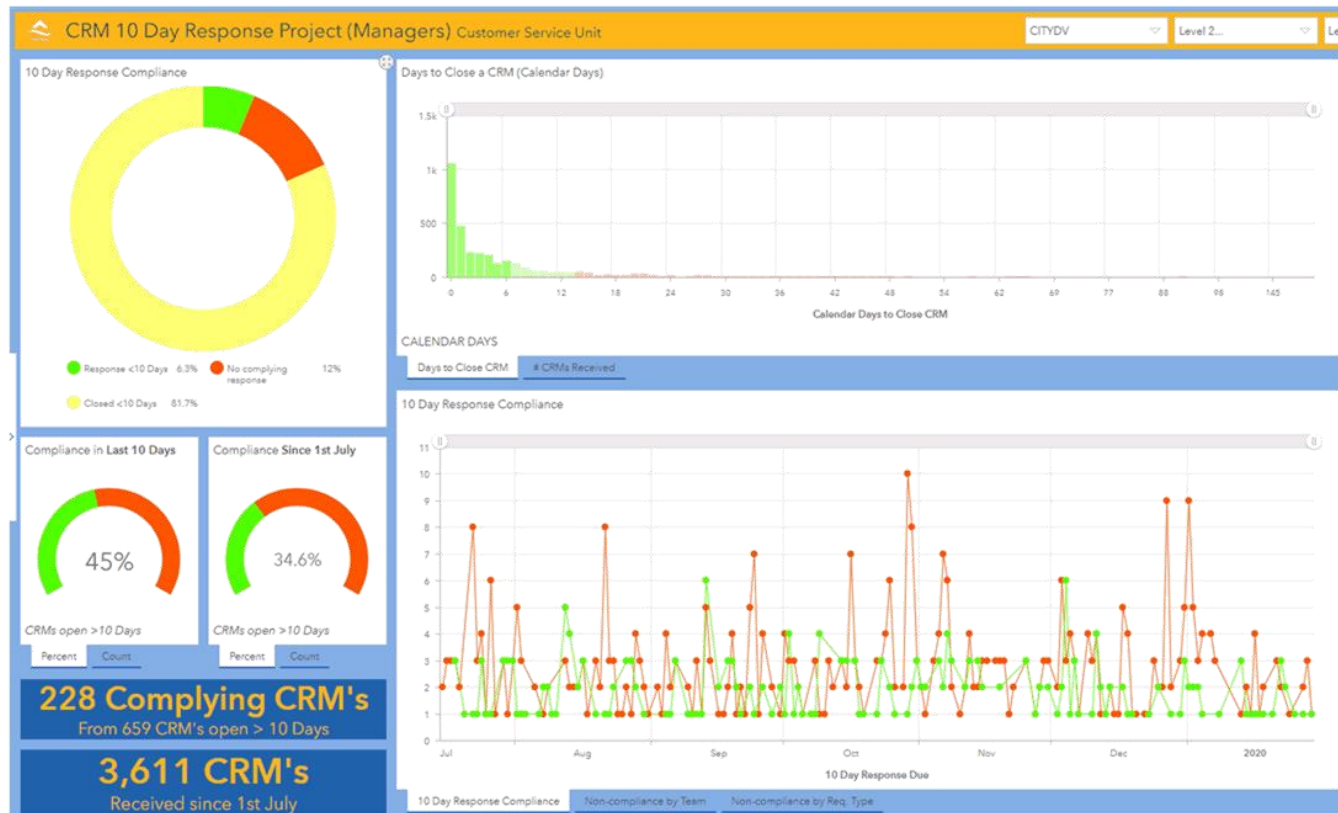 CRM 10 Day Response Project (Managers) Customer Service Unit
CITYDV
Level 2...
Le
10 Day Response Compliance
Response <10 Days 6.3%
No complying response 12%
Closed <10 Days 81.7%
Days to Close a CRM (Calendar Days)
1.5k
1k
500
0
0 6 12 18 24 30 36 42 48 54 62 69 77 88 98 145
Calendar Days to Close CRM
CALENDAR DAYS
Days to Close CRM
# CRMs Received
Compliance in Last 10 Days
45%
CRMs open >10 Days
Percent Count
Compliance Since 1st July
34.6%
CRMs open >10 Days
Percent Count
228 Complying CRM's
From 659 CRM's open > 10 Days
3,611 CRM's
Received since 1st July
10 Day Response Compliance
11
10
9
8
7
6
5
4
3
2
1
0
Jul Aug Sep Oct Nov Dec 2020
10 Day Response Due
10 Day Response Compliance
Non-compliance by Team
Non-compliance by Req. Type